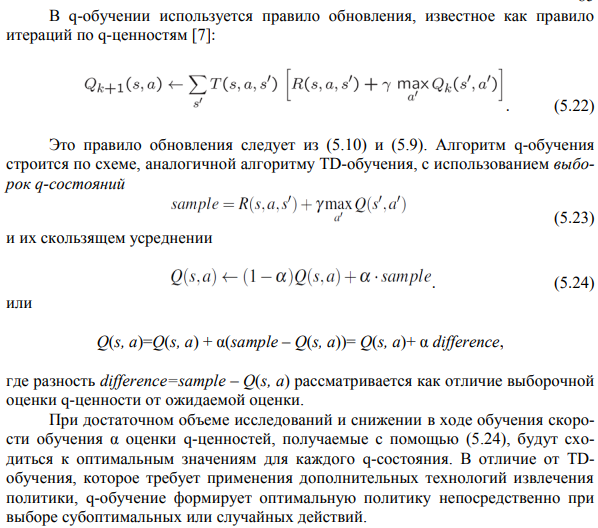 В q-обучении используется правило обновления, известное как правило
итераций по q-ценностям [7]:
Qk+1(s, a) ← ∑s′ T(s, a, s′) [R(s, a, s′) + γ max a′ Qk(s′, a′)]. (5.22)
Это правило обновления следует из (5.10) и (5.9). Алгоритм q-обучения
строится по схеме, аналогичной алгоритму TD-обучения, с использованием выбо-
рок q-состояний
sample = R(s, a, s′) + γ max a′ Q(s′, a′) (5.23)
и их скользящем усреднении
Q(s, a) ← (1 − α)Q(s, a) + α · sample. (5.24)
или
Q(s, a)=Q(s, a) + α(sample – Q(s, a))= Q(s, a)+ α difference,
где разность difference=sample – Q(s, a) рассматривается как отличие выборочной
оценки q-ценности от ожидаемой оценки.
При достаточном объеме исследований и снижении в ходе обучения скоро-
сти обучения α оценки q-ценностей, получаемые с помощью (5.24), будут схо-
диться к оптимальным значениям для каждого q-состояния. В отличие от TD-
обучения, которое требует применения дополнительных технологий извлечения
политики, q-обучение формирует оптимальную политику непосредственно при
выборе субоптимальных или случайных действий.